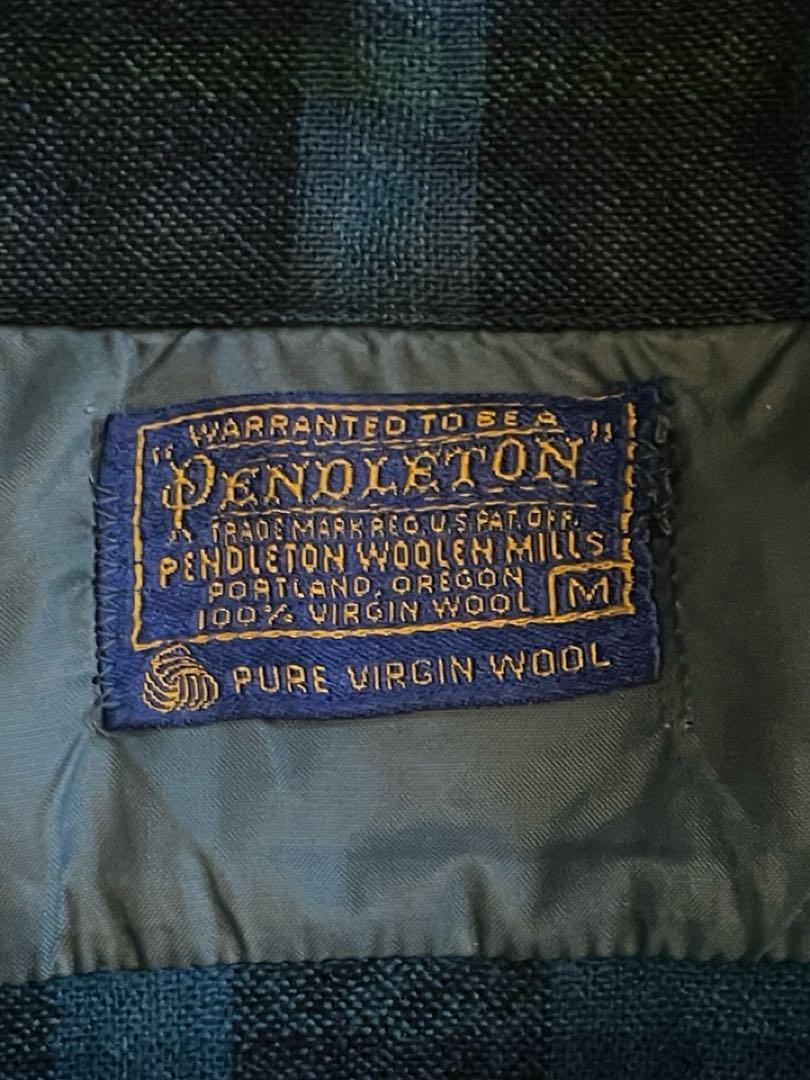 WARRANTED TO BE A
"PENDLETON"
TRADE MARK REG. U.S. PAT. OFF.
PENDLETON WOOLEN MILLS
PORTLAND, OREGON
100% VIRGIN WOOL M
PURE VIRGIN WOOL